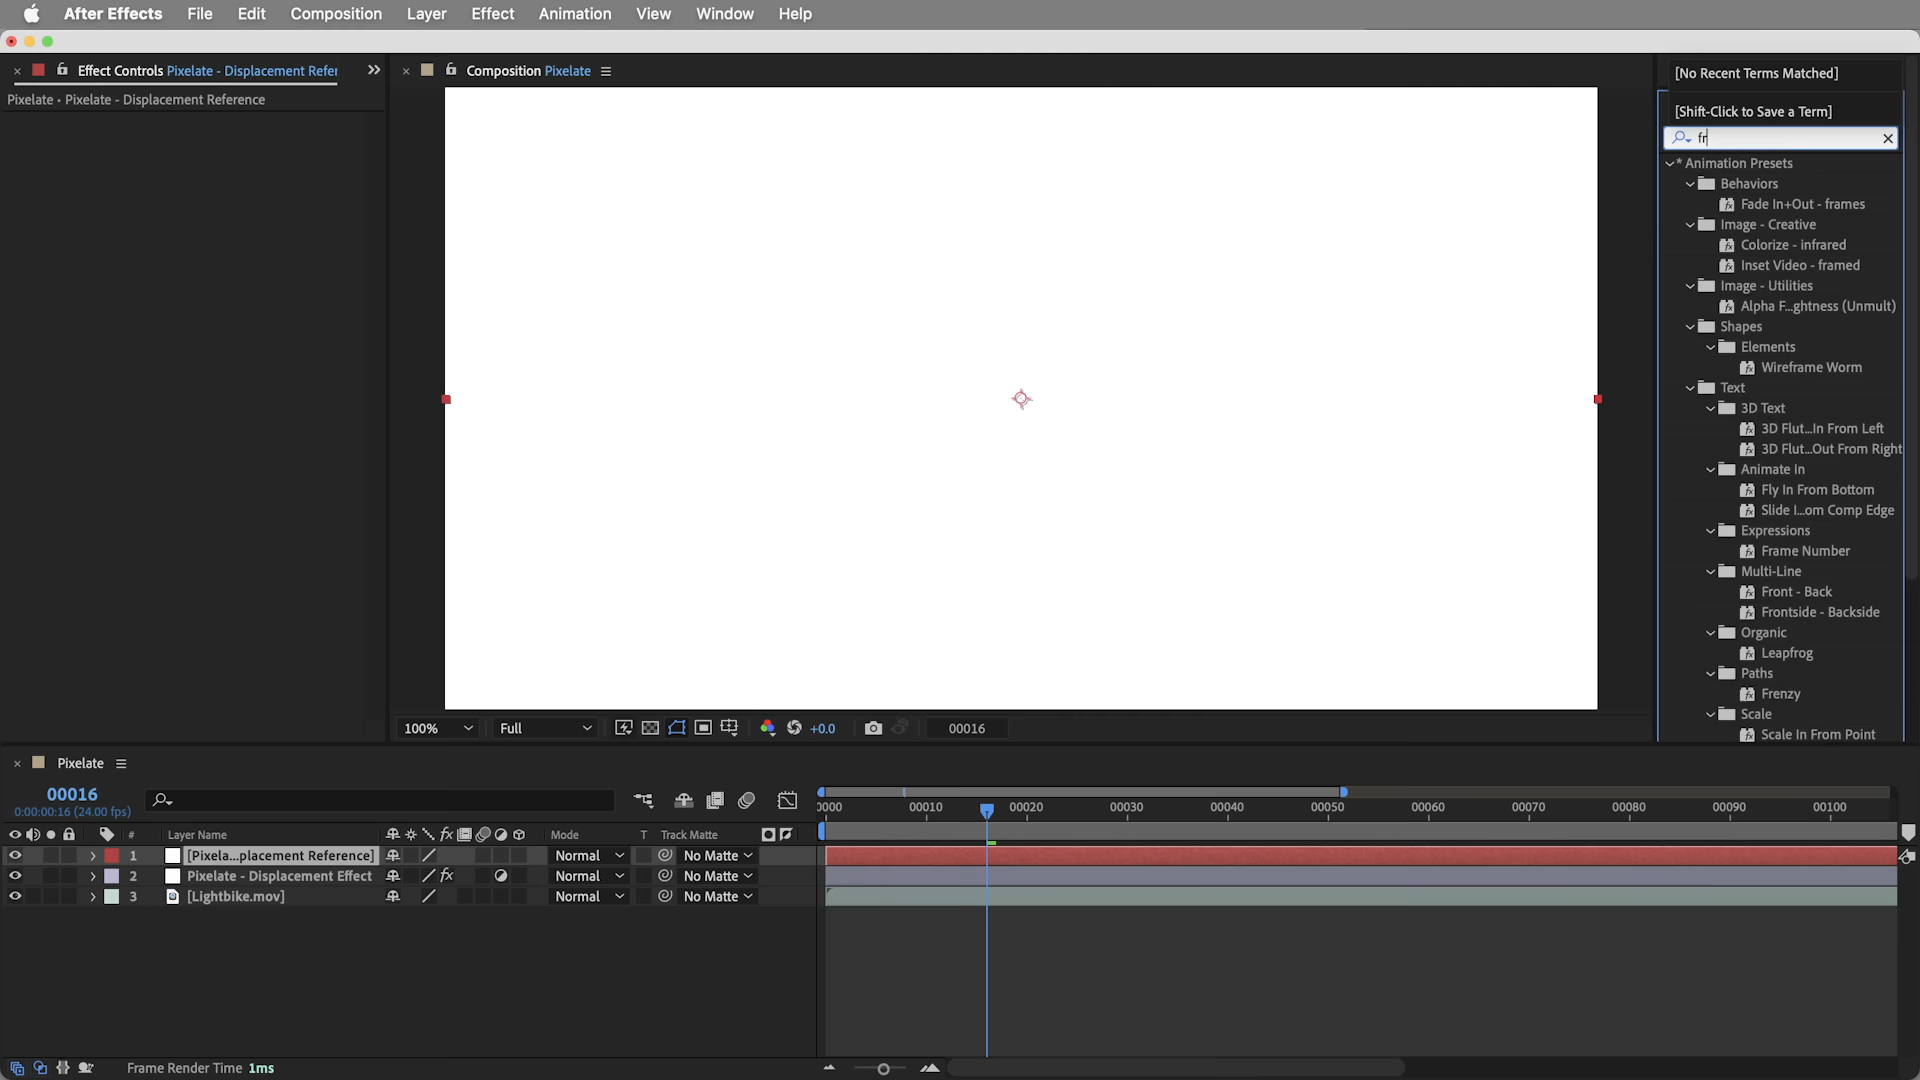 After Effects File Edit Composition Layer Effect Animation View Window Help
Effect Controls Pixelate - Displacement Refer
Pixelate • Pixelate - Displacement Reference
Composition Pixelate
[No Recent Terms Matched]
[Shift-Click to Save a Term]
fr
* Animation Presets
Behaviors
Fade In+Out - frames
Image - Creative
Colorize - infrared
Inset Video - framed
Image - Utilities
Alpha F...ghtness (Unmult)
Shapes
Elements
Wireframe Worm
Text
3D Text
3D Flut...In From Left
3D Flut...Out From Right
Animate In
Fly In From Bottom
Slide I...om Comp Edge
Expressions
Frame Number
Multi-Line
Front - Back
Frontside - Backside
Organic
Leapfrog
Paths
Frenzy
Scale
Scale In From Point
100% Full +0.0 00016
Pixelate
00016
0:00:00:16 (24.00 fps)
0000 00010 00020 00030 00040 00050 00060 00070 00080 00090 00100
# Layer Name fx Mode T Track Matte
1 [Pixela...placement Reference] Normal No Matte
2 Pixelate - Displacement Effect fx Normal No Matte
3 [Lightbike.mov] Normal No Matte
Frame Render Time 1ms